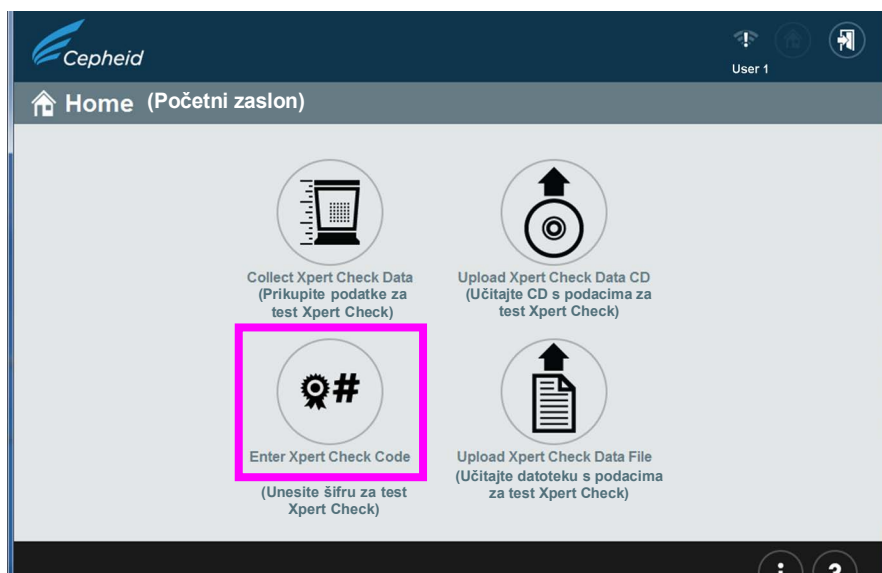 Cepheid
User 1
Home (Početni zaslon)
Collect Xpert Check Data
(Prikupite podatke za
test Xpert Check)
Upload Xpert Check Data CD
(Učitajte CD s podacima za
test Xpert Check)
#
Enter Xpert Check Code
(Unesite šifru za test
Xpert Check)
Upload Xpert Check Data File
(Učitajte datoteku s podacima
za test Xpert Check)
i ?